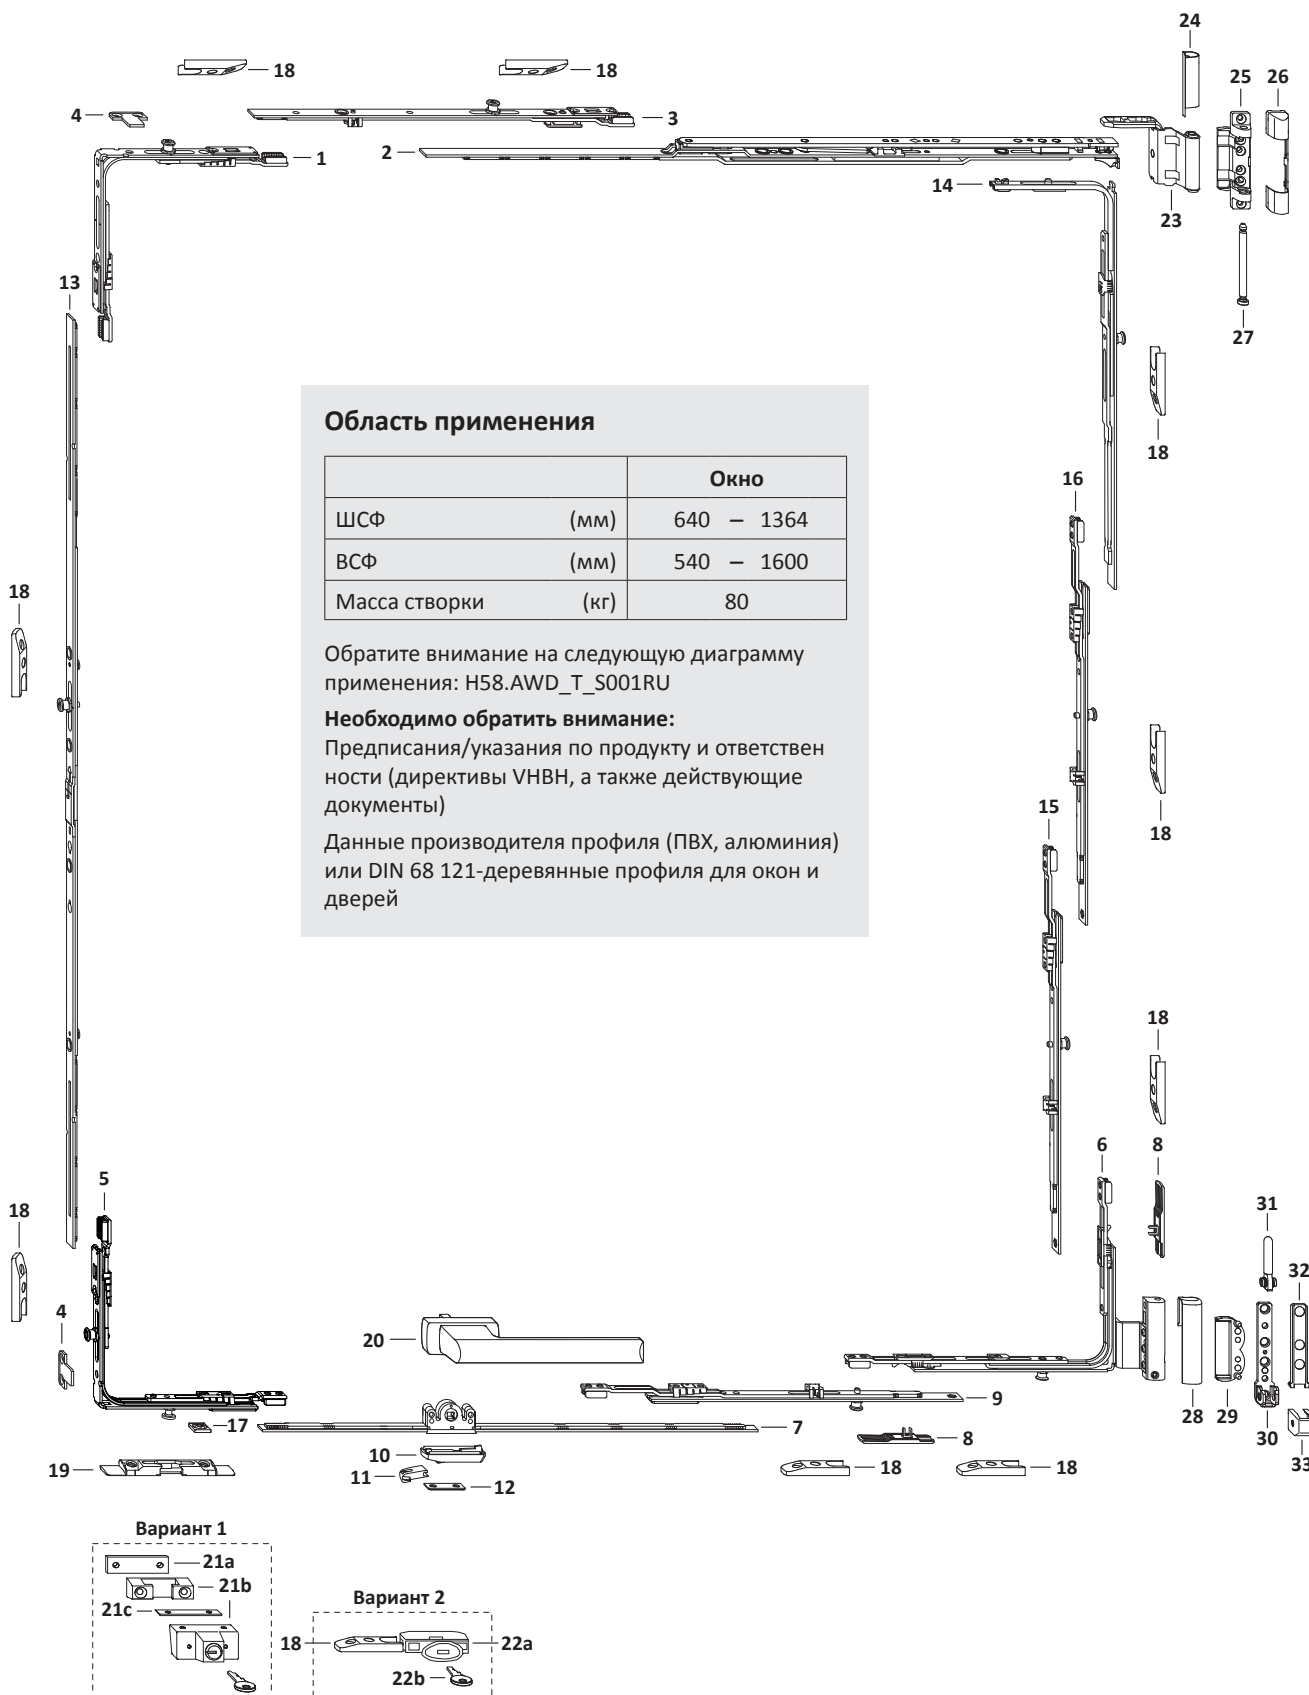 24
18
18
25
26
4
3
1
2
14
23
13
27
Область применения
Окно
ШСФ (мм) 640 – 1364
ВСФ (мм) 540 – 1600
Масса створки (кг) 80
Обратите внимание на следующую диаграмму
применения: H58.AWD_T_S001RU
Необходимо обратить внимание:
Предписания/указания по продукту и ответствен
ности (директивы VHBH, а также действующие
документы)
Данные производителя профиля (ПВХ, алюминия)
или DIN 68 121-деревянные профиля для окон и
дверей
18
16
18
15
18
18
6
8
5
31
18
32
4
20
9
28
29
30
33
17
7
8
10
19
11
12
18
18
Вариант 1
21a
21b
21c
Вариант 2
18
22a
22b